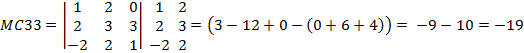 MC33 = | 1 2 0 | 1 2
2 3 3 | 2 3
−2 2 1 | −2 2 = (3 − 12 + 0 − (0 + 6 + 4)) = −9 − 10 = −19